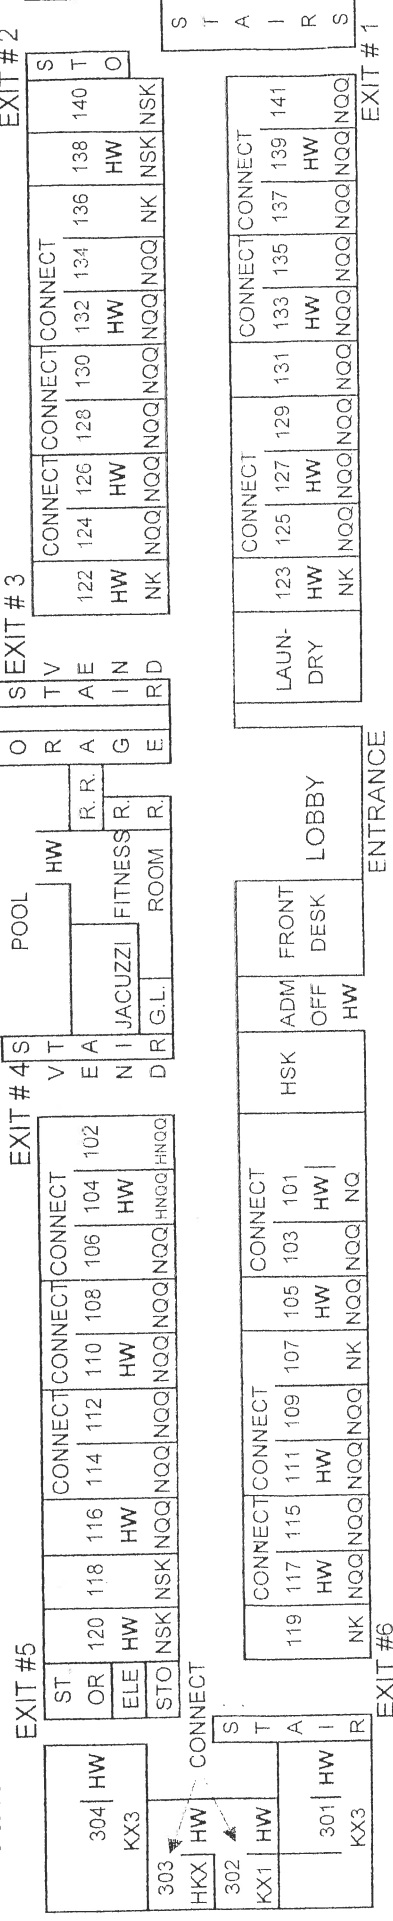 EXIT #5
304 HW
KX3
303
HKX HW
302
KX1 HW
301 HW
KX3
CONNECT
S
T
A
I
R
EXIT #6
ST
OR
ELE
STO
CONNECT CONNECT CONNECT
120 118 116 114 112 110 108 106 104 102
HW HW HW HW
NSK NSK NQQ NQQ NQQ NQQ NQQ NQQ HNQQ HNQQ
CONNECT CONNECT CONNECT
119 117 115 111 109 107 105 103 101
HW HW HW HW
NK NQQ NQQ NQQ NQQ NK NQQ NQQ NQ
HSK
ADM
OFF
HW
FRONT
DESK
LOBBY
ENTRANCE
EXIT # 4
V S
E T
N A
D I
R
POOL
HW
JACUZZI
G.L.
FITNESS
ROOM
R. R.
R.
R.
O
R
A
G
E
S EXIT # 3
T V
A E
I N
R D
CONNECT CONNECT CONNECT
122 124 126 128 130 132 134 136 138 140
HW HW HW HW
NK NQQ NQQ NQQ NQQ NQQ NQQ NK NSK NSK
S
T
O
EXIT # 2
LAUN-
DRY
CONNECT CONNECT CONNECT
123 125 127 129 131 133 135 137 139 141
HW HW HW HW
NK NQQ NQQ NQQ NQQ NQQ NQQ NQQ NQQ NQQ
S
T
A
I
R
S
EXIT # 1